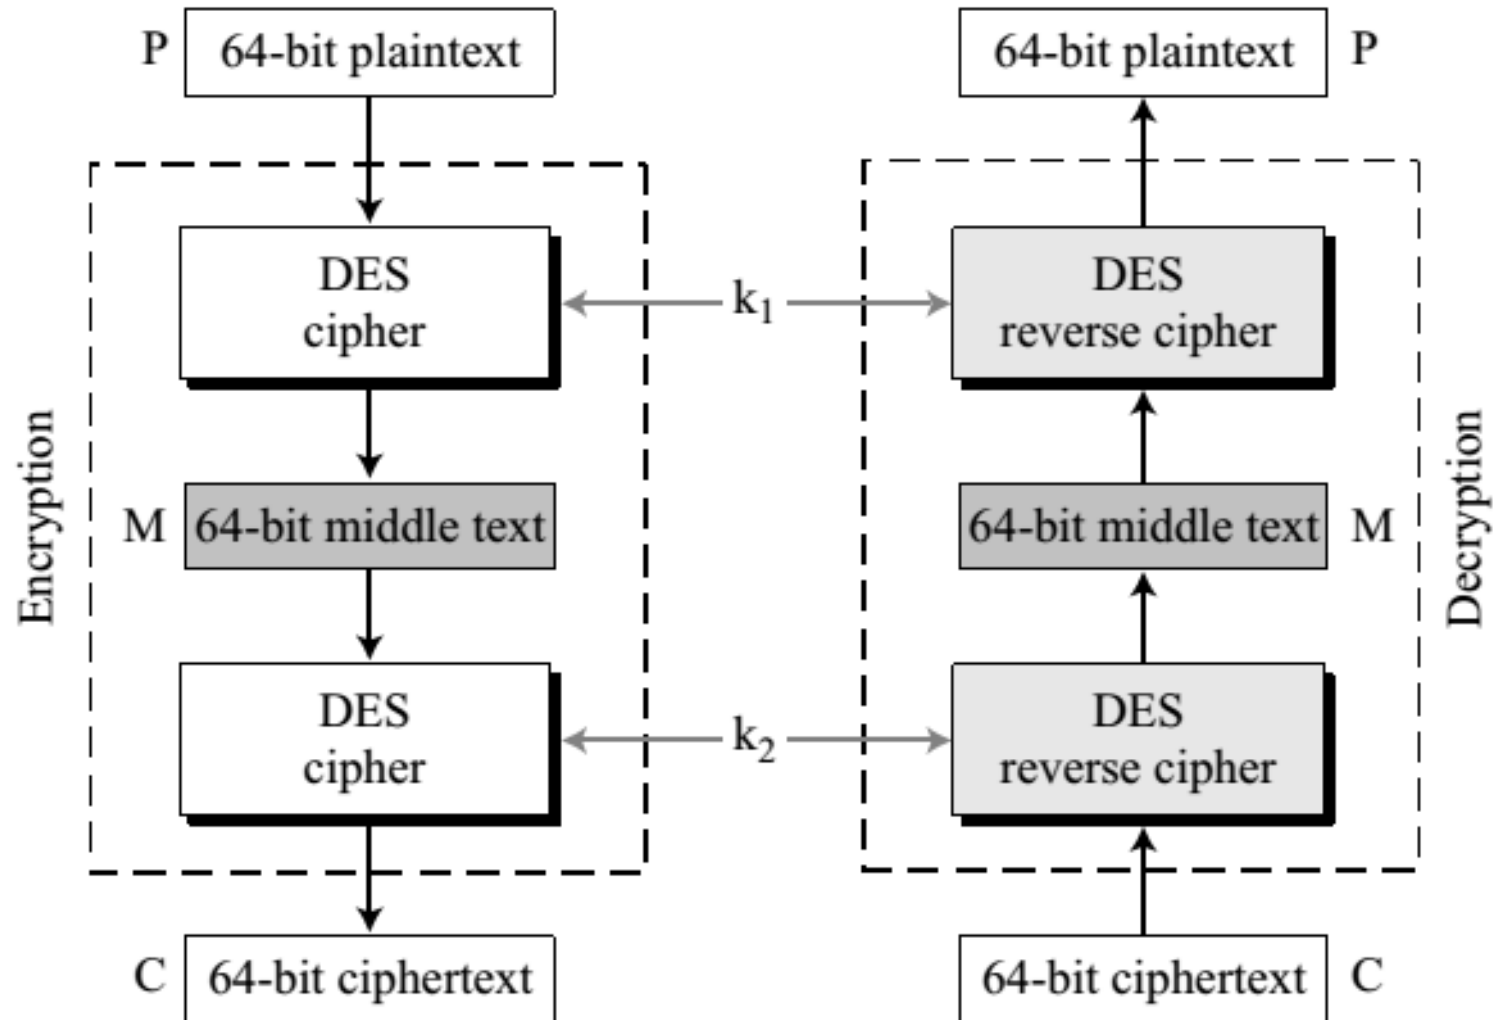 P
64-bit plaintext
DES
cipher
Encryption
M
64-bit middle text
DES
cipher
C
64-bit ciphertext
k₁
k₂
64-bit plaintext
P
DES
reverse cipher
64-bit middle text
M
Decryption
DES
reverse cipher
64-bit ciphertext
C